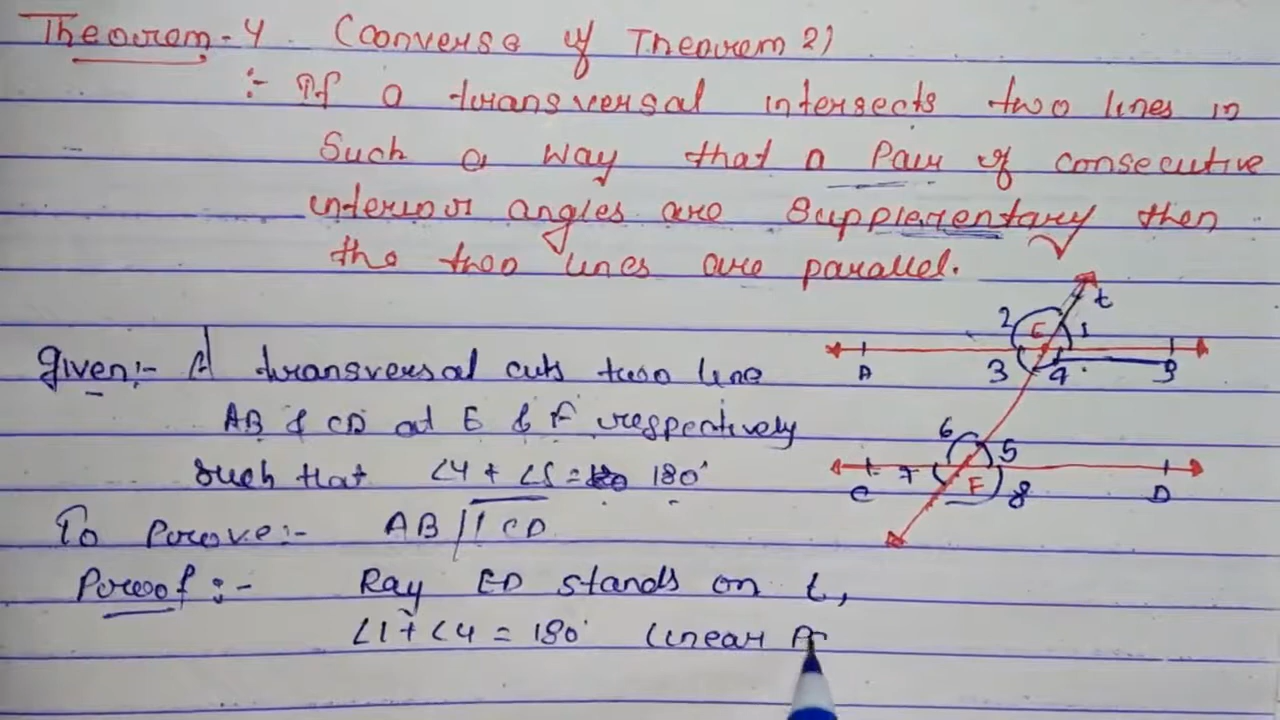 Theorem-4 (Converse of Theorem 2)
:- If a transversal intersects two lines in
Such a way that a Pair of consecutive
interior angles are Supplementary then
the two lines are parallel.
Given:- A transversal cuts two line
AB & CD at E & F respectively
such that ∠4 + ∠5 = 180°
To Prove:- AB || CD
Proof:- Ray ED stands on t,
∠1 + ∠4 = 180° (Linear
t
2 E 1
A 3 4 B
6 5
C 7 F 8 D